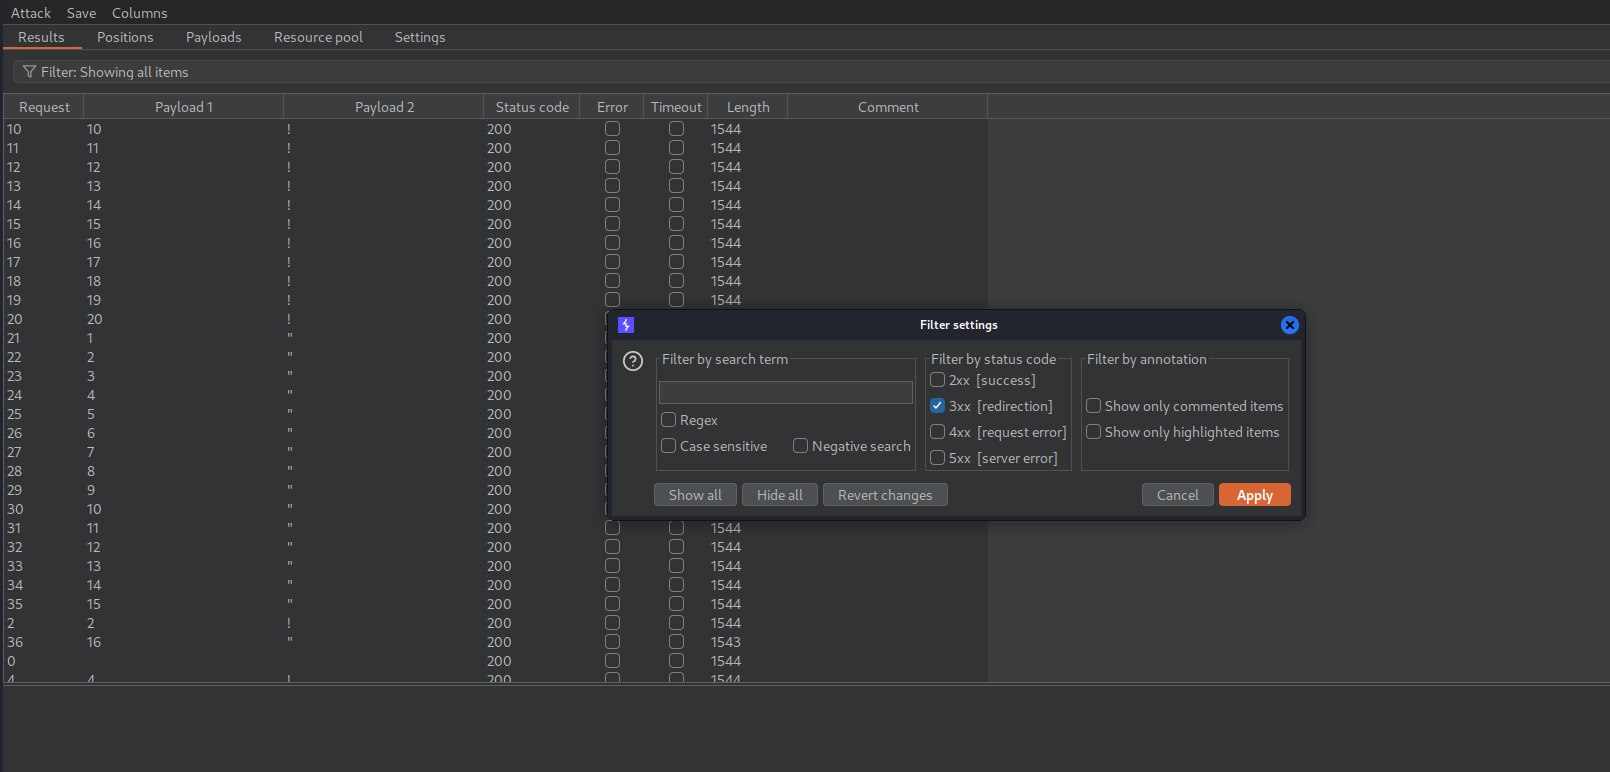 Attack Save Columns
Results Positions Payloads Resource pool Settings
Filter: Showing all items
Request Payload 1 Payload 2 Status code Error Timeout Length Comment
10 10 ! 200 1544
11 11 ! 200 1544
12 12 ! 200 1544
13 13 ! 200 1544
14 14 ! 200 1544
15 15 ! 200 1544
16 16 ! 200 1544
17 17 ! 200 1544
18 18 ! 200 1544
19 19 ! 200 1544
20 20 ! 200
21 1 " 200
22 2 " 200
23 3 " 200
24 4 " 200
25 5 " 200
26 6 " 200
27 7 " 200
28 8 " 200
29 9 " 200
30 10 " 200
31 11 " 200 1544
32 12 " 200 1544
33 13 " 200 1544
34 14 " 200 1544
35 15 " 200 1544
2 2 ! 200 1544
36 16 " 200 1543
0 200 1544
4 4 ! 200 1544
Filter settings
Filter by search term
Regex
Case sensitive Negative search
Filter by status code
2xx [success]
3xx [redirection]
4xx [request error]
5xx [server error]
Filter by annotation
Show only commented items
Show only highlighted items
Show all Hide all Revert changes Cancel Apply